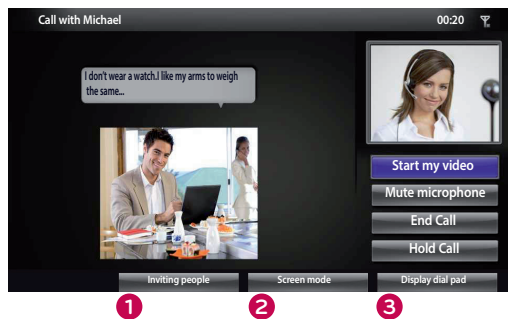 Call with Michael
00:20
I don't wear a watch.I like my arms to weigh
the same...
Start my video
Mute microphone
End Call
Hold Call
Inviting people
Screen mode
Display dial pad
1
2
3